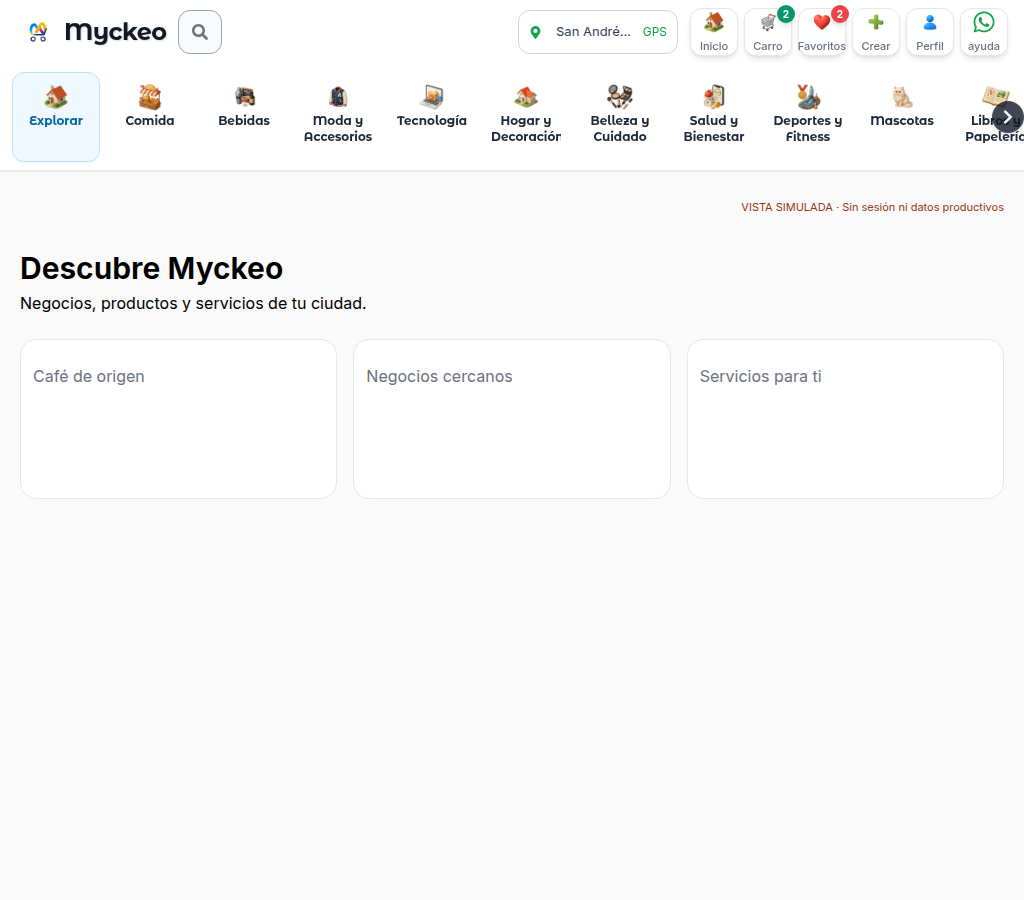 Myckeo
San André... GPS
2
2
Inicio
Carro
Favoritos
Crear
Perfil
ayuda
Explorar
Comida
Bebidas
Moda y
Accesorios
Tecnología
Hogar y
Decoración
Belleza y
Cuidado
Salud y
Bienestar
Deportes y
Fitness
Mascotas
VISTA SIMULADA · Sin sesión ni datos productivos
Descubre Myckeo
Negocios, productos y servicios de tu ciudad.
Café de origen
Negocios cercanos
Servicios para ti